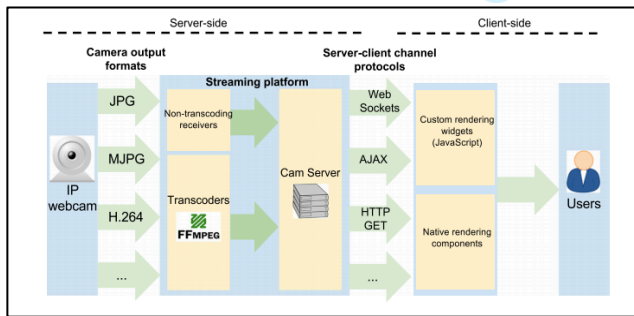 Server-side
Client-side
Camera output
formats
Server-client channel
protocols
Streaming platform
JPG
MJPG
H.264
...
IP
webcam
Non-transcoding
receivers
Transcoders
FFMPEG
Cam Server
Web
Sockets
AJAX
HTTP
GET
...
Custom rendering
widgets
(JavaScript)
Native rendering
components
Users